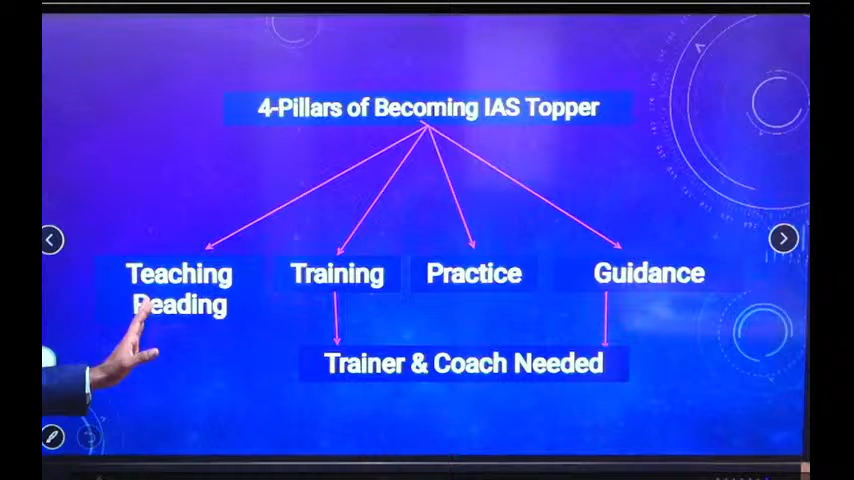 4-Pillars of Becoming IAS Topper
Teaching Training Practice Guidance
Reading
Trainer & Coach Needed